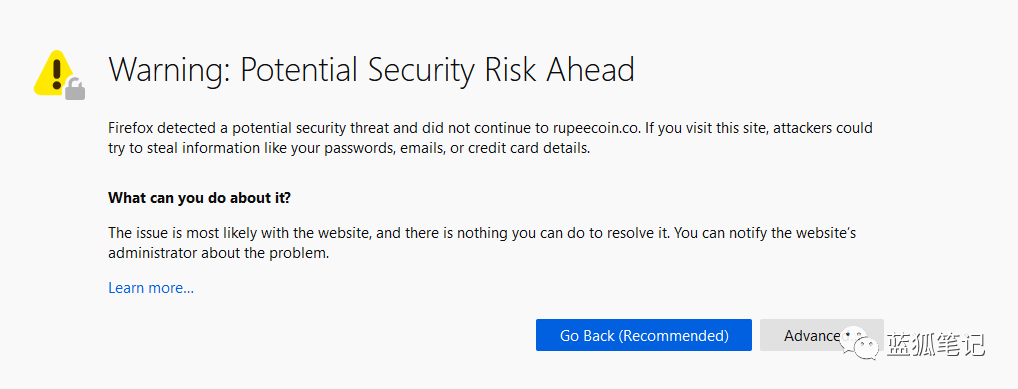 Warning: Potential Security Risk Ahead
Firefox detected a potential security threat and did not continue to rupeecoin.co. If you visit this site, attackers could
try to steal information like your passwords, emails, or credit card details.
What can you do about it?
The issue is most likely with the website, and there is nothing you can do to resolve it. You can notify the website's
administrator about the problem.
Learn more…
Go Back (Recommended)
Advanced
蓝狐笔记